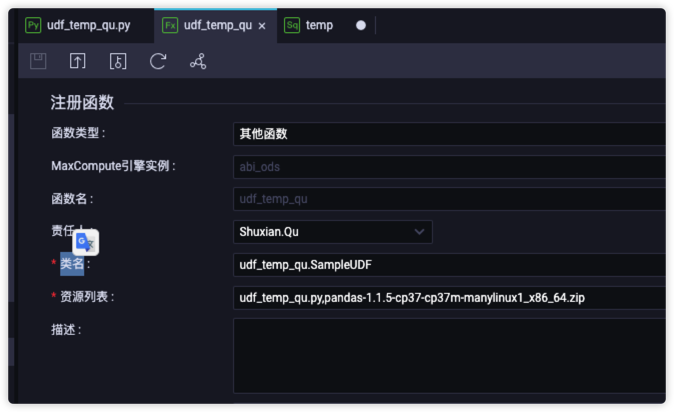 Py udf_temp_qu.py Fx udf_temp_qu × Sq temp
注册函数
函数类型 : 其他函数
MaxCompute引擎实例 : abi_ods
函数名 : udf_temp_qu
责任 : Shuxian.Qu
* 类名 : udf_temp_qu.SampleUDF
* 资源列表 : udf_temp_qu.py,pandas-1.1.5-cp37-cp37m-manylinux1_x86_64.zip
描述 :